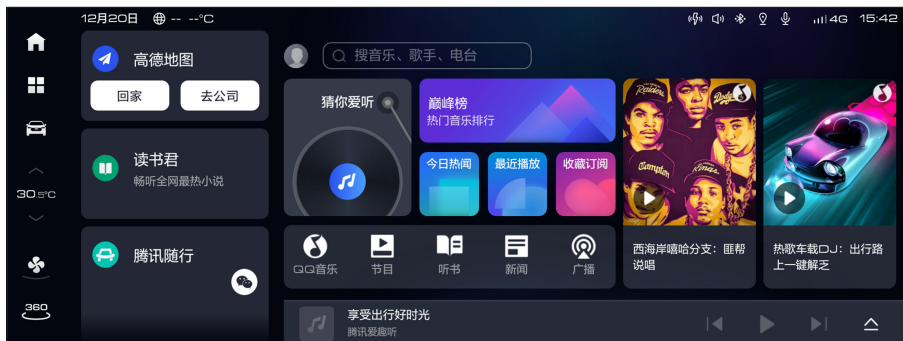 12月20日 -- --°C
4G 15:42
高德地图
回家 去公司
读书君
畅听全网最热小说
腾讯随行
30.5°C
360
搜音乐、歌手、电台
猜你爱听
巅峰榜
热门音乐排行
今日热闻 最近播放 收藏订阅
QQ音乐 节目 听书 新闻 广播
Raiders
Dodgers
Compton
Kings
西海岸嘻哈分支：匪帮
说唱
热歌车载DJ：出行路
上一键解乏
享受出行好时光
腾讯爱趣听